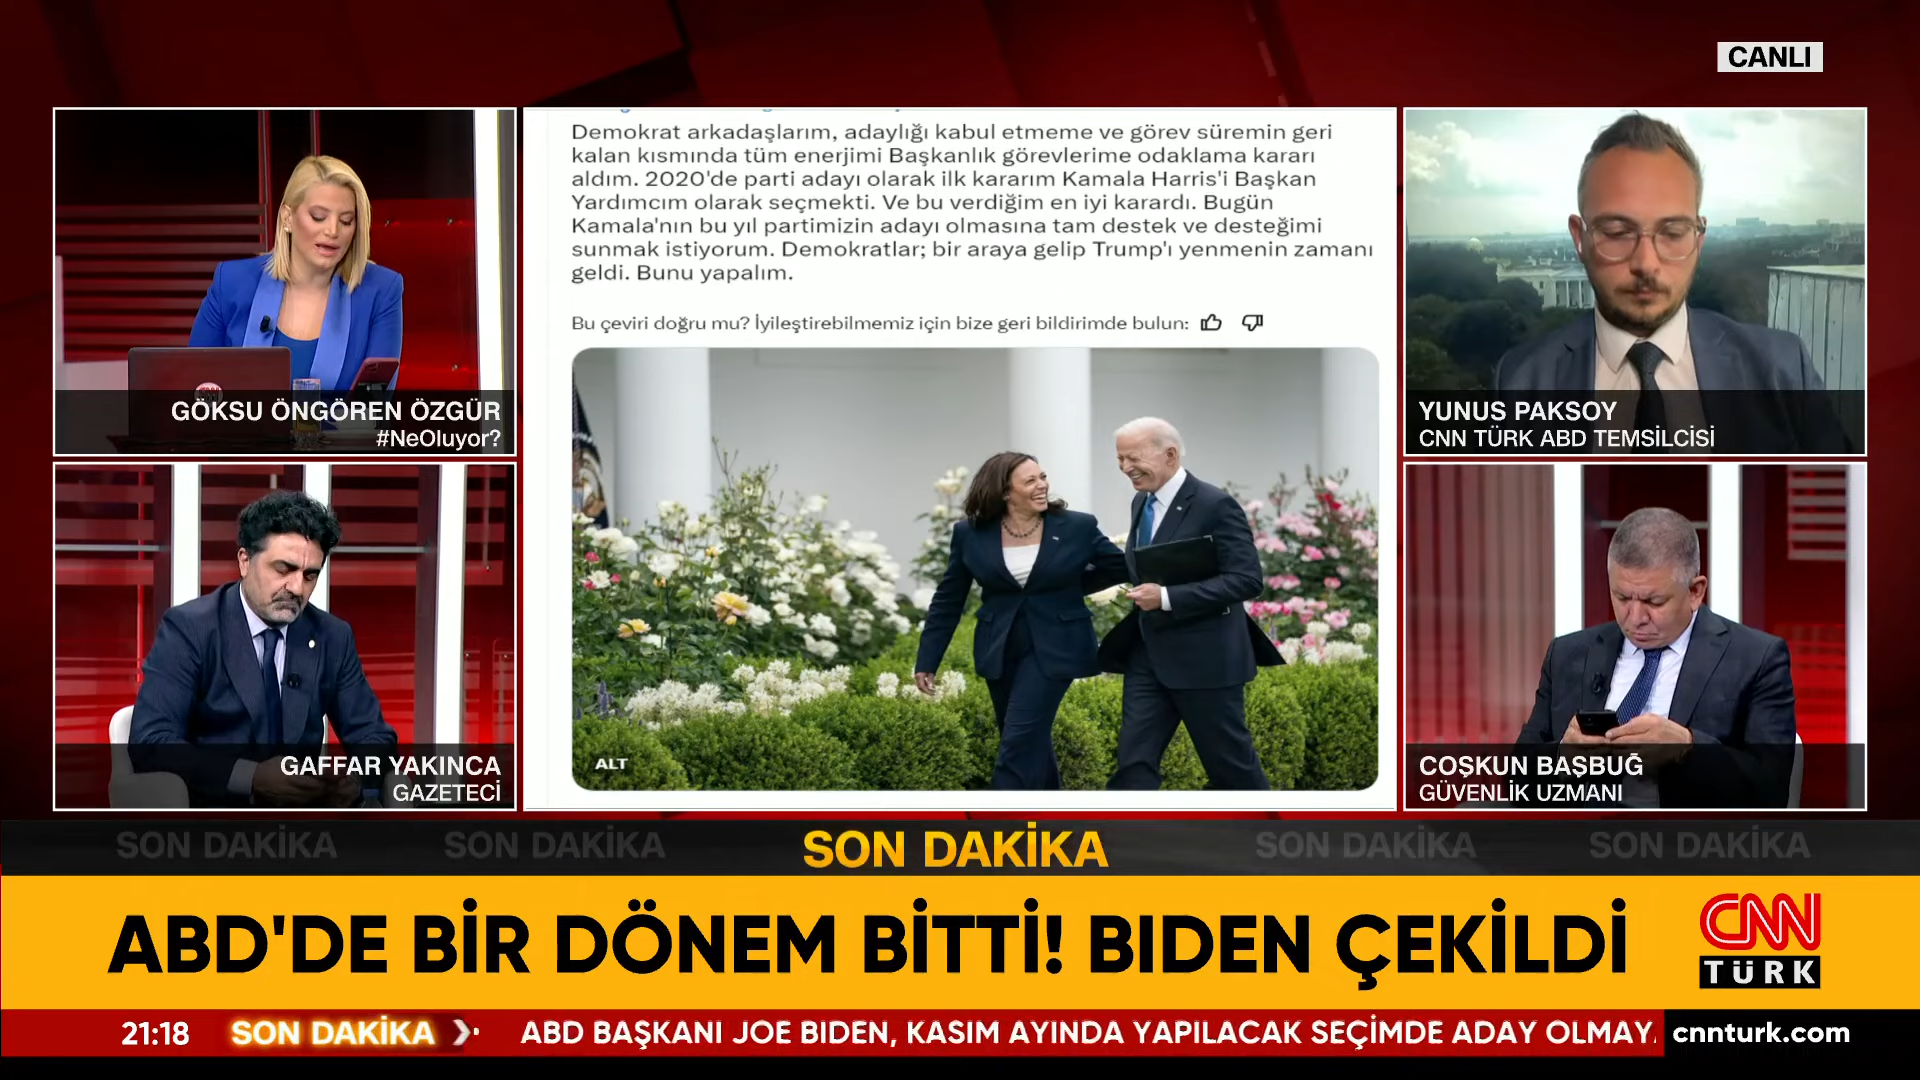 CANLI
Demokrat arkadaşlarım, adaylığı kabul etmeme ve görev süremin geri
kalan kısmında tüm enerjimi Başkanlık görevlerime odaklama kararı
aldım. 2020'de parti adayı olarak ilk kararım Kamala Harris'i Başkan
Yardımcım olarak seçmekti. Ve bu verdiğim en iyi karardı. Bugün
Kamala'nın bu yıl partimizin adayı olmasına tam destek ve desteğimi
sunmak istiyorum. Demokratlar; bir araya gelip Trump'ı yenmenin zamanı
geldi. Bunu yapalım.
Bu çeviri doğru mu? İyileştirebilmemiz için bize geri bildirimde bulun:
ALT
GÖKSU ÖNGÖREN ÖZGÜR
#NeOluyor?
YUNUS PAKSOY
CNN TÜRK ABD TEMSİLCİSİ
GAFFAR YAKINCA
GAZETECİ
COŞKUN BAŞBUĞ
GÜVENLİK UZMANI
SON DAKİKA SON DAKİKA SON DAKİKA SON DAKİKA SON DAKİKA
ABD'DE BİR DÖNEM BİTTİ! BIDEN ÇEKİLDİ
CNN
TÜRK
21:18 SON DAKİKA ABD BAŞKANI JOE BIDEN, KASIM AYINDA YAPILACAK SEÇİMDE ADAY OLMAY
cnnturk.com